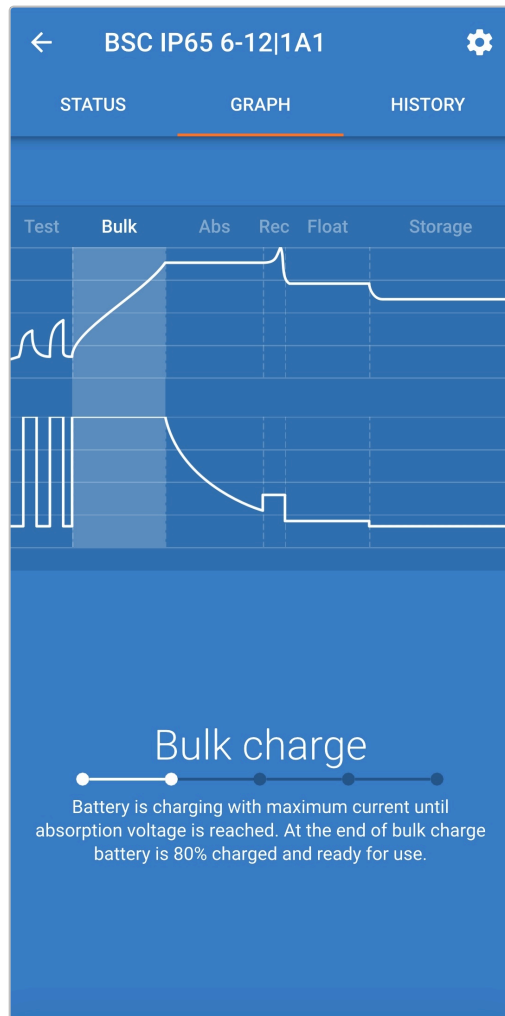 BSC IP65 6-12|1A1
STATUS GRAPH HISTORY
Test Bulk Abs Rec Float Storage
Bulk charge
Battery is charging with maximum current until
absorption voltage is reached. At the end of bulk charge
battery is 80% charged and ready for use.